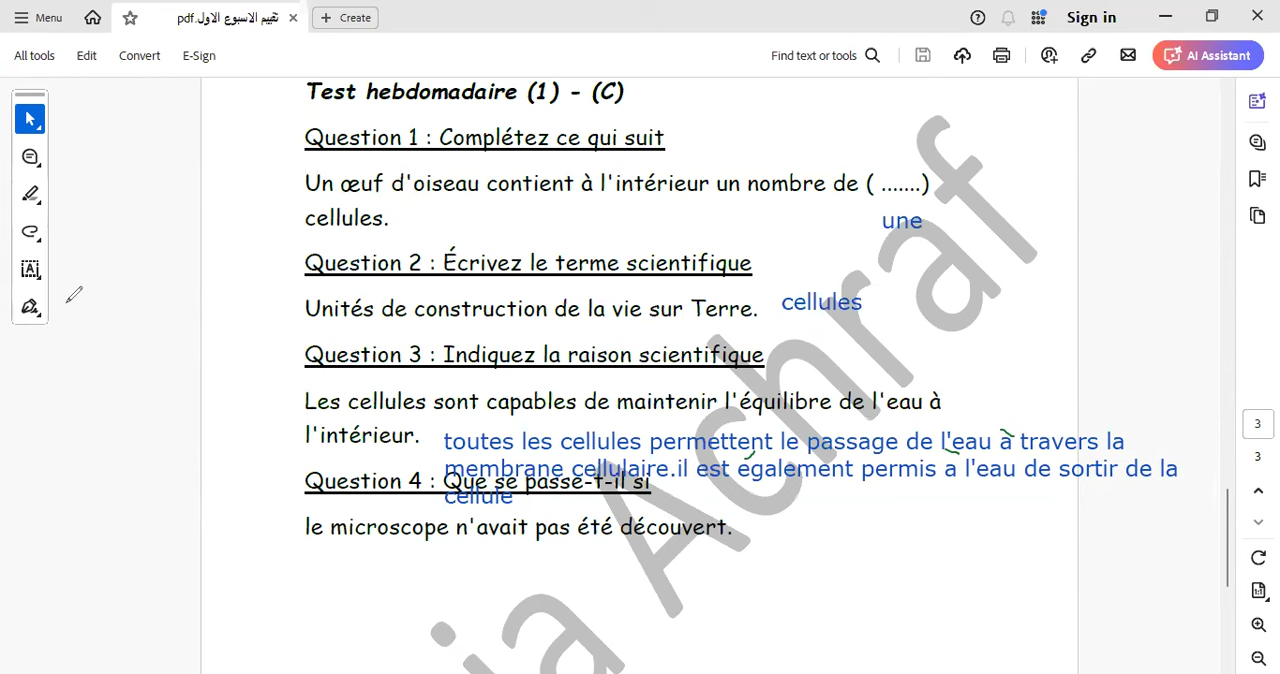 Menu
تقييم الاسبوع الاول.pdf
Create
Sign in
All tools Edit Convert E-Sign
Find text or tools
AI Assistant
Test hebdomadaire (1) - (C)
Question 1 : Complétez ce qui suit
Un œuf d'oiseau contient à l'intérieur un nombre de ( .......)
cellules.
une
Question 2 : Écrivez le terme scientifique
Unités de construction de la vie sur Terre.
cellules
Question 3 : Indiquez la raison scientifique
Les cellules sont capables de maintenir l'équilibre de l'eau à
l'intérieur.
toutes les cellules permettent le passage de l'eau à travers la
membrane cellulaire.il est également permis a l'eau de sortir de la
cellule
Question 4 : Que se passe-t-il si
le microscope n'avait pas été découvert.
3
3
ia Achraf